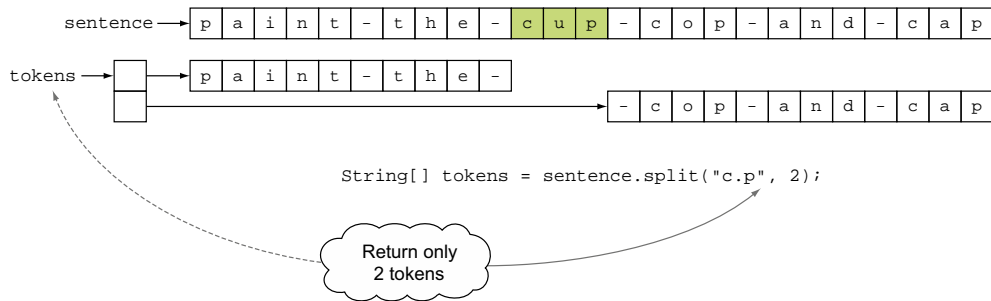 sentence p a i n t - t h e - c u p - c o p - a n d - c a p
tokens p a i n t - t h e -
- c o p - a n d - c a p
String[] tokens = sentence.split("c.p", 2);
Return only
2 tokens